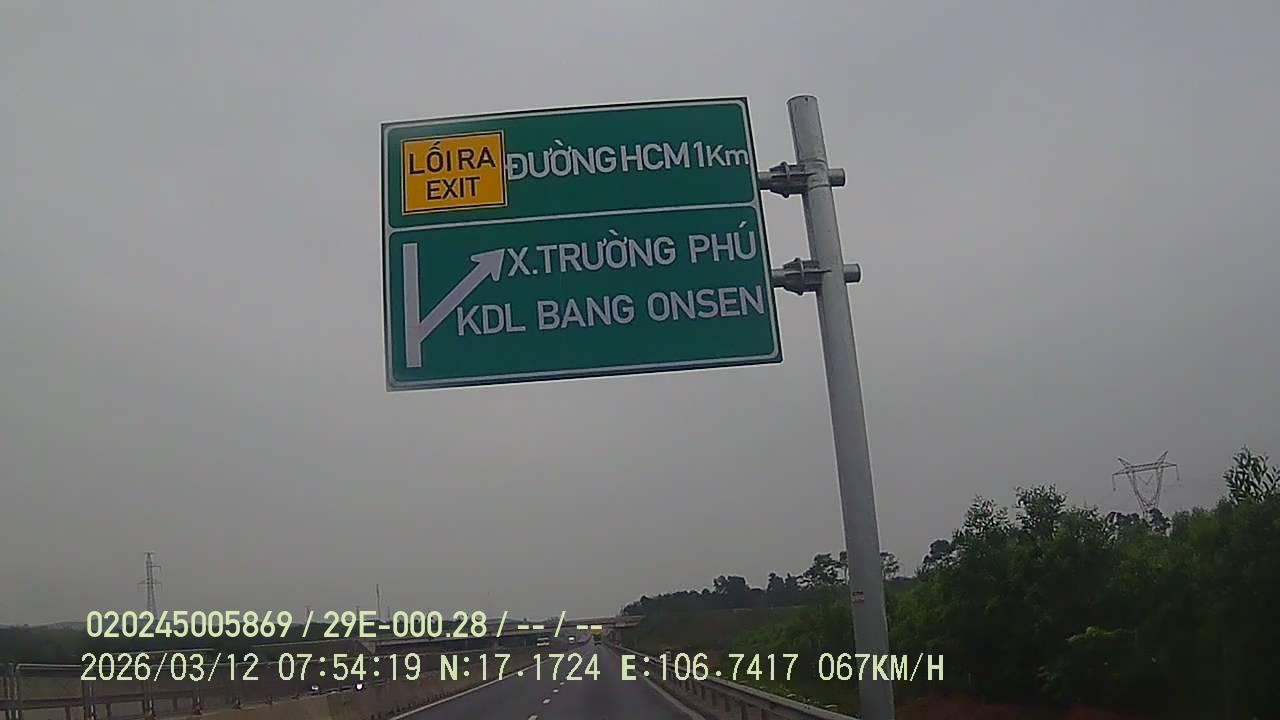 LỐI RA
EXIT
ĐƯỜNG HCM 1Km
X.TRƯỜNG PHÚ
KDL BANG ONSEN
020245005869 / 29E-000.28 / -- / --
2026/03/12 07:54:19 N:17.1724 E:106.7417 067KM/H